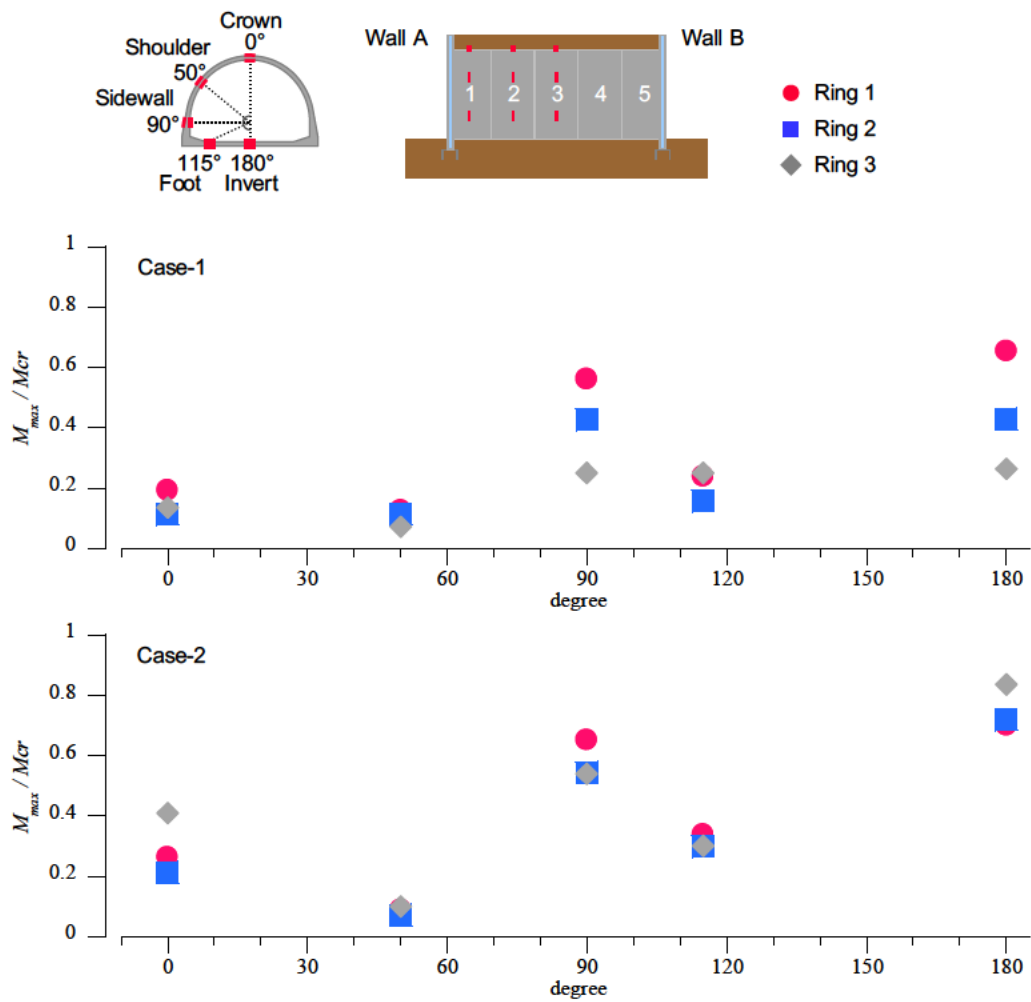 Crown
0°
Shoulder
50°
Sidewall
90°
115° 180°
Foot Invert
Wall A
Wall B
1 2 3 4 5
Ring 1
Ring 2
Ring 3
Case-1
1
0.8
0.6
0.4
0.2
0
M_max / Mcr
0 30 60 90 120 150 180
degree
Case-2
1
0.8
0.6
0.4
0.2
0
M_max / Mcr
0 30 60 90 120 150 180
degree